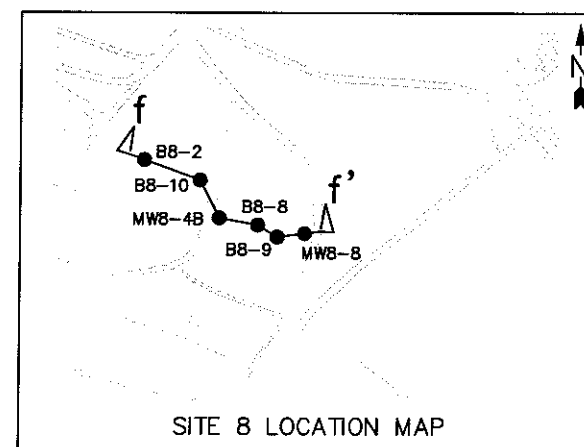 N
f
B8-2
B8-10
f'
MW8-4B
B8-8
B8-9
MW8-8
SITE 8 LOCATION MAP